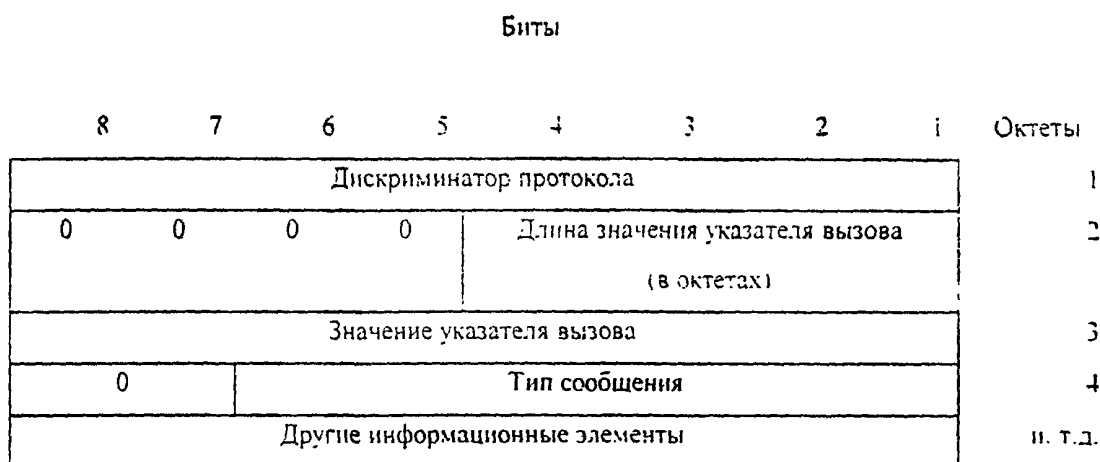 Биты
8 7 6 5 4 3 2 1 Октеты
Дискриминатор протокола 1
0 0 0 0 Длина значения указателя вызова 2
(в октетах)
Значение указателя вызова 3
0 Тип сообщения 4
Другие информационные элементы и. т.д.